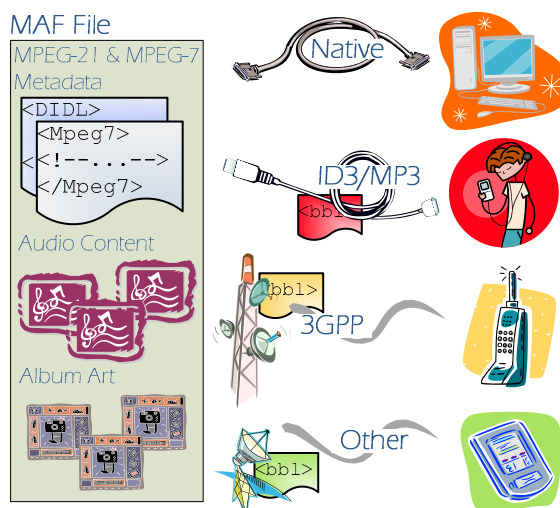 MAF File
MPEG-21 & MPEG-7
Metadata
<DIDL>
<Mpeg7>
<<!--...-->
</Mpeg7>
Audio Content
Album Art
Native
ID3/MP3
<bbl
<bbl>
3GPP
Other
<bbl>